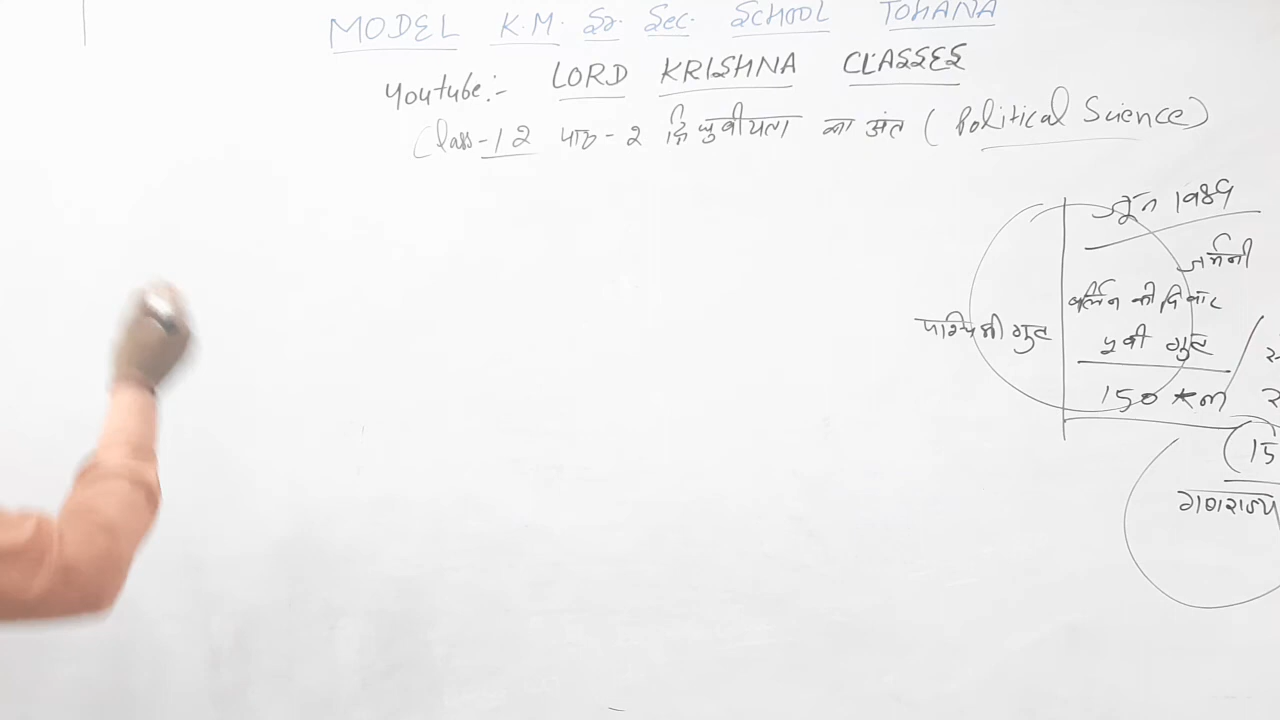 MODEL K.M. Sr. Sec. SCHOOL TOHANA
Youtube:- LORD KRISHNA CLASSES
Class-12 पाठ-2 द्वि ध्रुवीयता का अंत (Political Science)
जून 1989
जर्मनी
बर्लिन की दिवार
पश्चिमी गुट
पूर्वी गुट
150 km
(15
गणराज्य